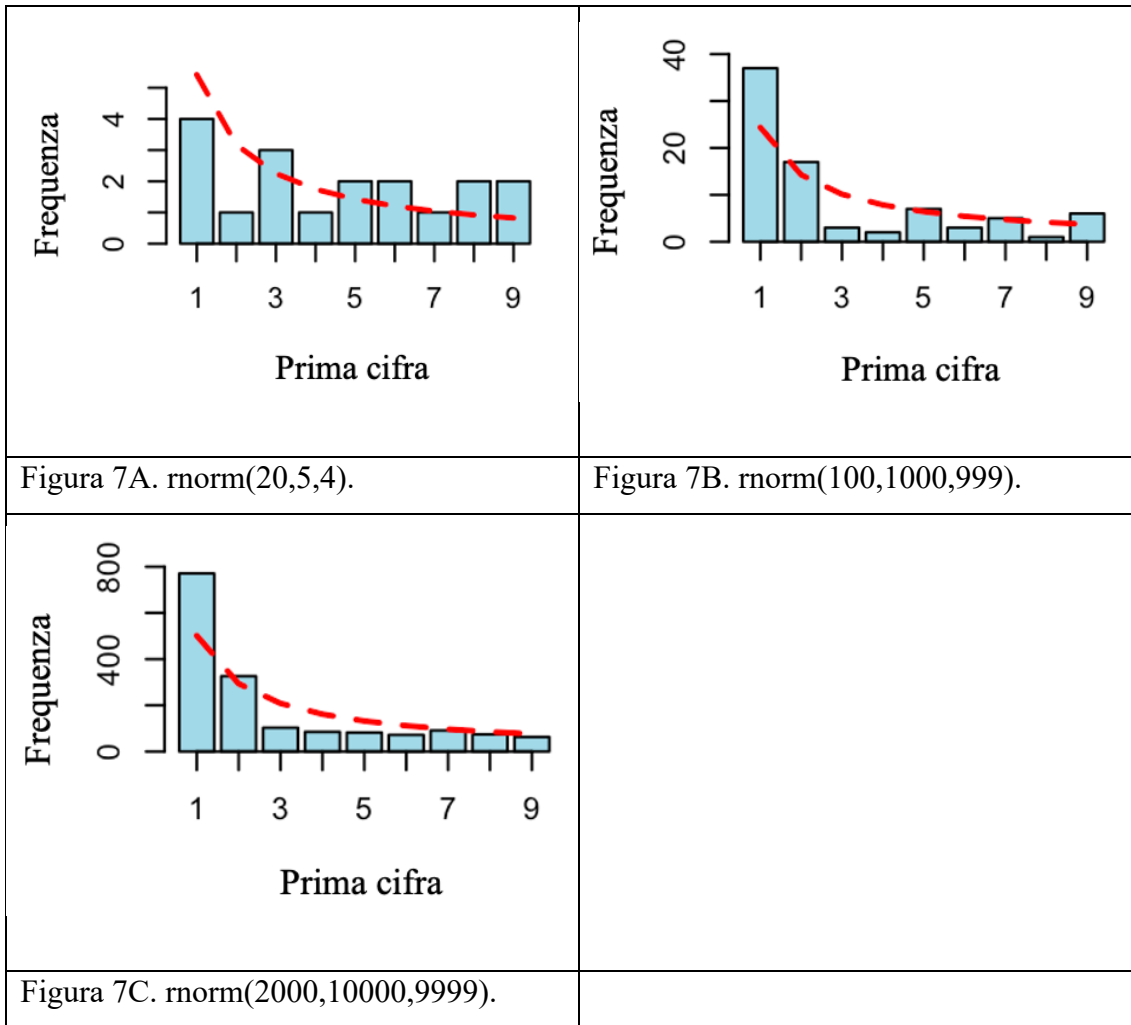 Frequenza
4
2
0
1 3 5 7 9
Prima cifra
Frequenza
40
20
0
1 3 5 7 9
Prima cifra
Figura 7A. rnorm(20,5,4).
Figura 7B. rnorm(100,1000,999).
Frequenza
800
400
0
1 3 5 7 9
Prima cifra
Figura 7C. rnorm(2000,10000,9999).